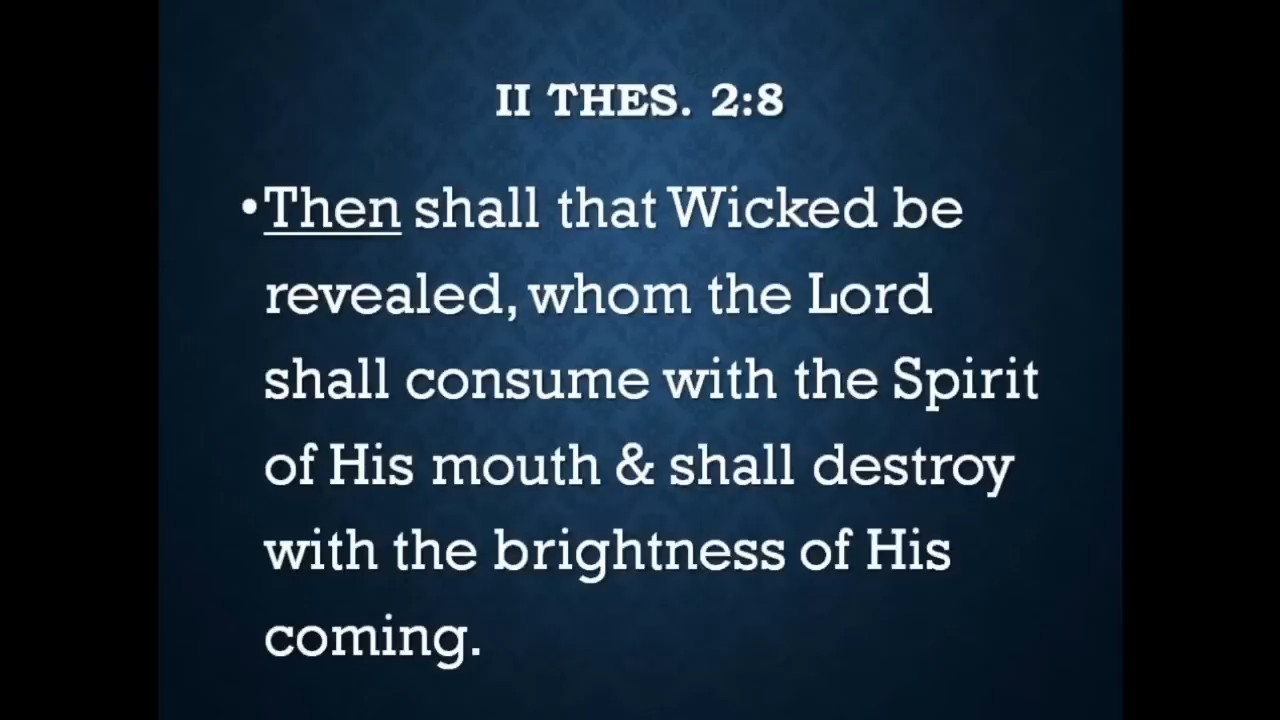 II THES. 2:8
•Then shall that Wicked be
revealed, whom the Lord
shall consume with the Spirit
of His mouth & shall destroy
with the brightness of His
coming.